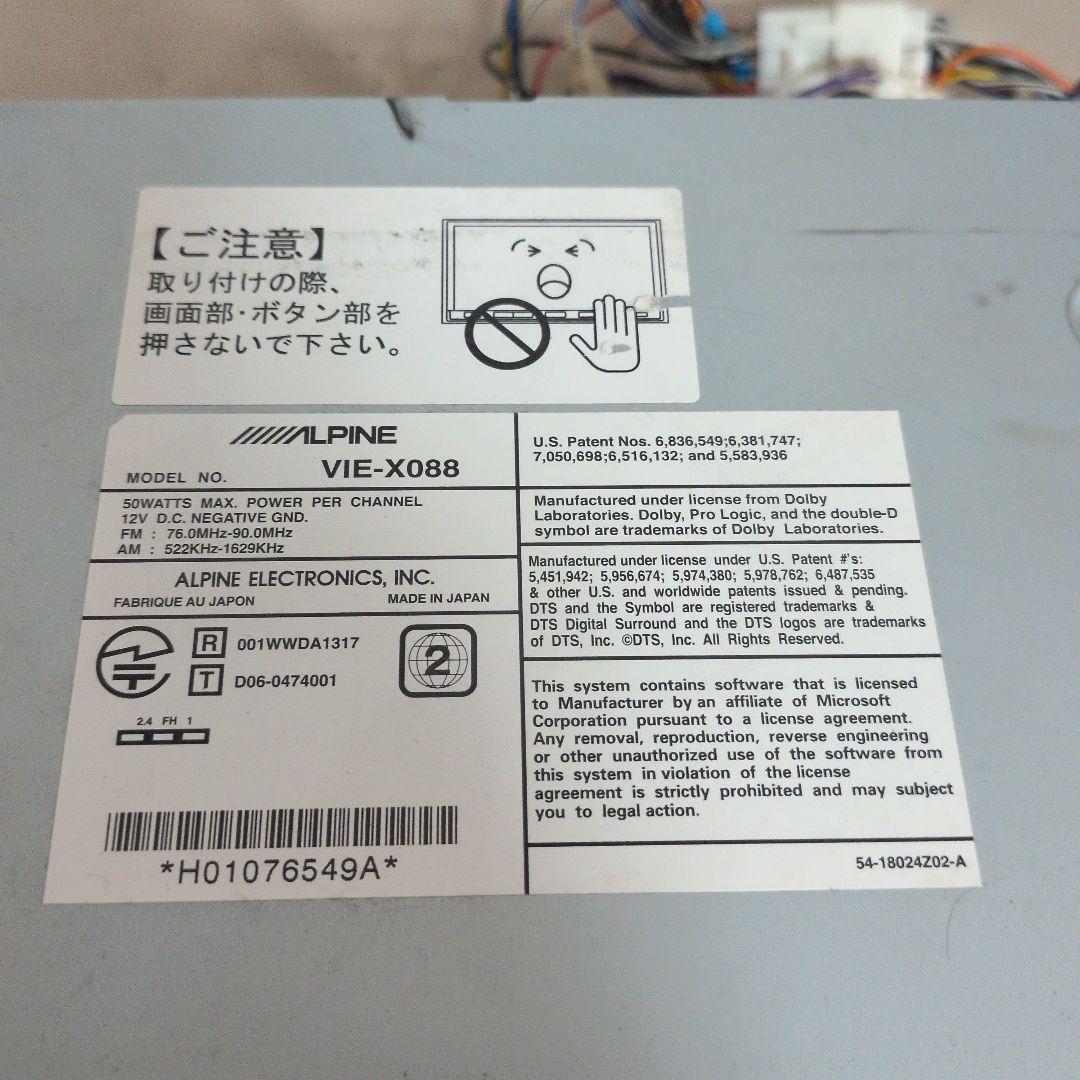 【ご注意】
取り付けの際、
画面部・ボタン部を
押さないで下さい。
ALPINE
MODEL NO. VIE-X088
50WATTS MAX. POWER PER CHANNEL
12V D.C. NEGATIVE GND.
FM : 76.0MHz-90.0MHz
AM : 522KHz-1629KHz
ALPINE ELECTRONICS, INC.
FABRIQUE AU JAPON MADE IN JAPAN
R 001WWDA1317
T D06-0474001
2
2.4 FH 1
*H01076549A*
U.S. Patent Nos. 6,836,549;6,381,747;
7,050,698;6,516,132; and 5,583,936
Manufactured under license from Dolby
Laboratories. Dolby, Pro Logic, and the double-D
symbol are trademarks of Dolby Laboratories.
Manufactured under license under U.S. Patent #'s:
5,451,942; 5,956,674; 5,974,380; 5,978,762; 6,487,535
& other U.S. and worldwide patents issued & pending.
DTS and the Symbol are registered trademarks &
DTS Digital Surround and the DTS logos are trademarks
of DTS, Inc. ©DTS, Inc. All Rights Reserved.
This system contains software that is licensed
to Manufacturer by an affiliate of Microsoft
Corporation pursuant to a license agreement.
Any removal, reproduction, reverse engineering
or other unauthorized use of the software from
this system in violation of the license
agreement is strictly prohibited and may subject
you to legal action.
54-18024Z02-A